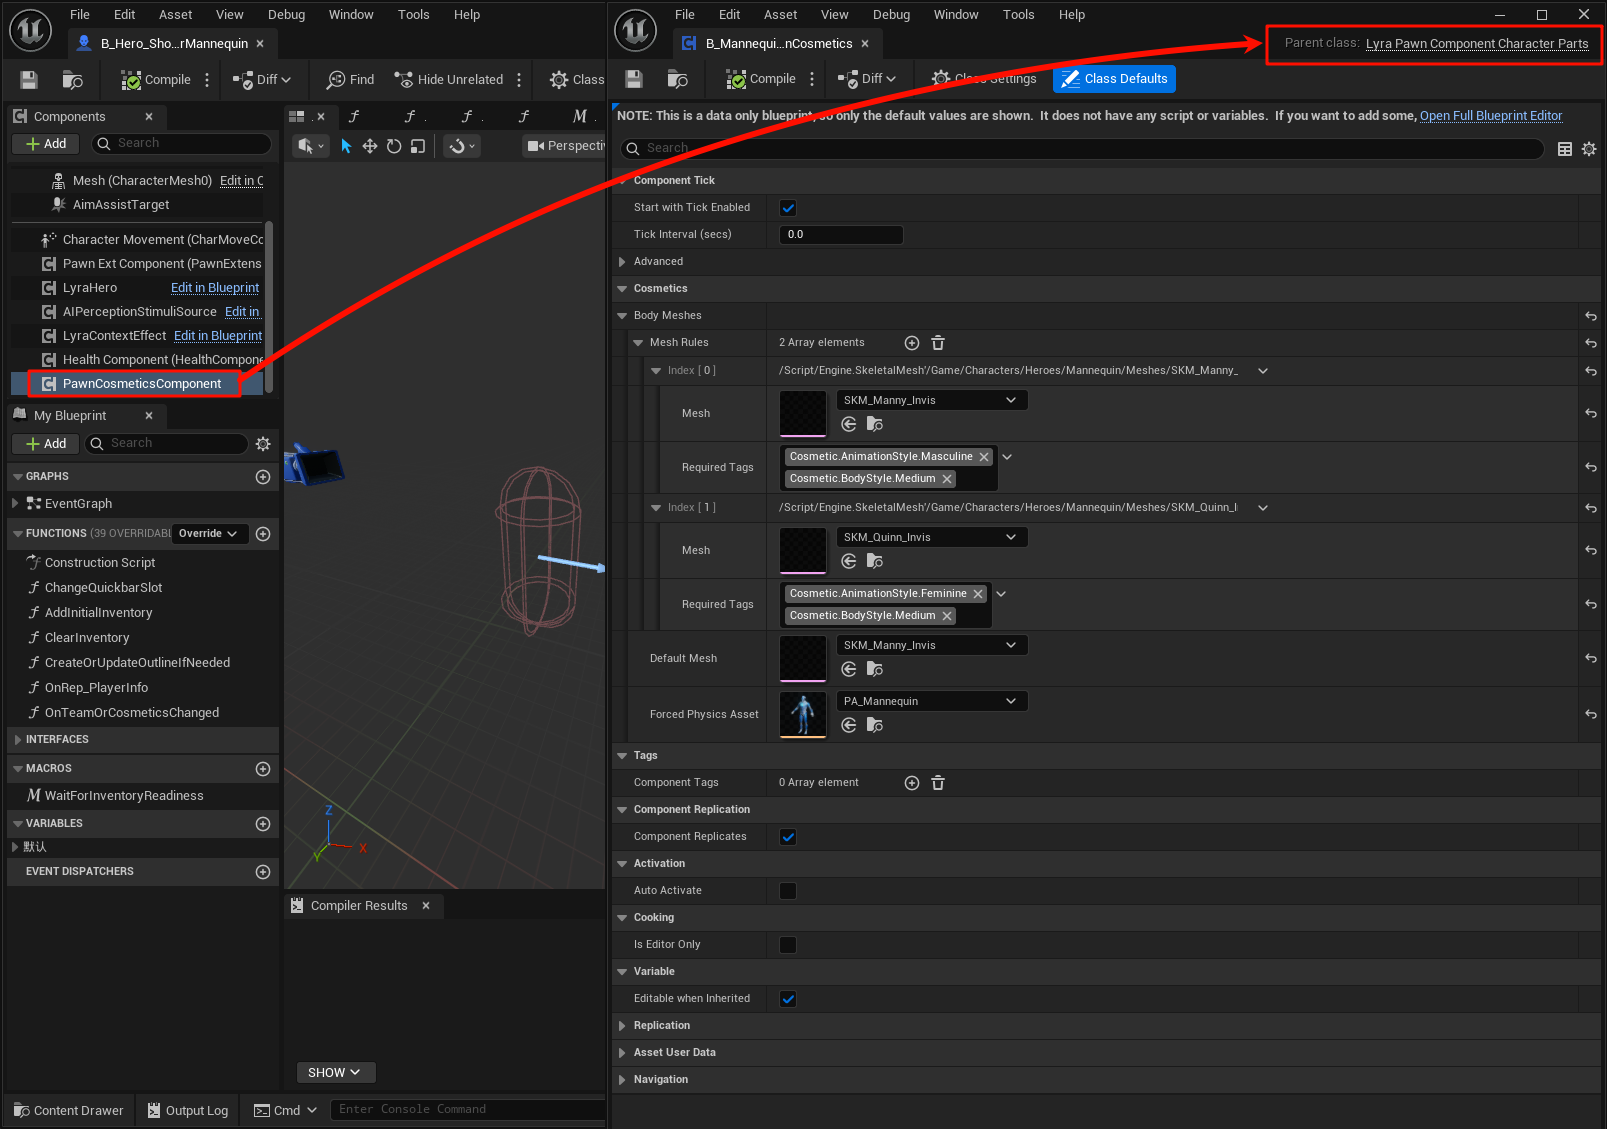 File Edit Asset View Debug Window Tools Help
B_Hero_Sho...rMannequin
Compile Diff Find Hide Unrelated Class
Components
Add Search
Mesh (CharacterMesh0) Edit in C
AimAssistTarget
Character Movement (CharMoveCo
Pawn Ext Component (PawnExtens
LyraHero Edit in Blueprint
AIPerceptionStimuliSource Edit in
LyraContextEffect Edit in Blueprint
Health Component (HealthCompone
PawnCosmeticsComponent
My Blueprint
Add Search
GRAPHS
EventGraph
FUNCTIONS (39 OVERRIDABL Override
Construction Script
ChangeQuickbarSlot
AddInitialInventory
ClearInventory
CreateOrUpdateOutlineIfNeeded
OnRep_PlayerInfo
OnTeamOrCosmeticsChanged
INTERFACES
MACROS
M WaitForInventoryReadiness
VARIABLES
默认
EVENT DISPATCHERS
Perspectiv
Z
X
Y
Compiler Results
SHOW
Content Drawer Output Log Cmd Enter Console Command
File Edit Asset View Debug Window Tools Help
B_Mannequi...nCosmetics
Parent class: Lyra Pawn Component Character Parts
Compile Diff Class Settings Class Defaults
NOTE: This is a data only blueprint, so only the default values are shown. It does not have any script or variables. If you want to add some, Open Full Blueprint Editor
Search
Component Tick
Start with Tick Enabled
Tick Interval (secs) 0.0
Advanced
Cosmetics
Body Meshes
Mesh Rules 2 Array elements
Index [ 0 ] /Script/Engine.SkeletalMesh'/Game/Characters/Heroes/Mannequin/Meshes/SKM_Manny_
Mesh SKM_Manny_Invis
Required Tags Cosmetic.AnimationStyle.Masculine
Cosmetic.BodyStyle.Medium
Index [ 1 ] /Script/Engine.SkeletalMesh'/Game/Characters/Heroes/Mannequin/Meshes/SKM_Quinn_I
Mesh SKM_Quinn_Invis
Required Tags Cosmetic.AnimationStyle.Feminine
Cosmetic.BodyStyle.Medium
Default Mesh SKM_Manny_Invis
Forced Physics Asset PA_Mannequin
Tags
Component Tags 0 Array element
Component Replication
Component Replicates
Activation
Auto Activate
Cooking
Is Editor Only
Variable
Editable when Inherited
Replication
Asset User Data
Navigation